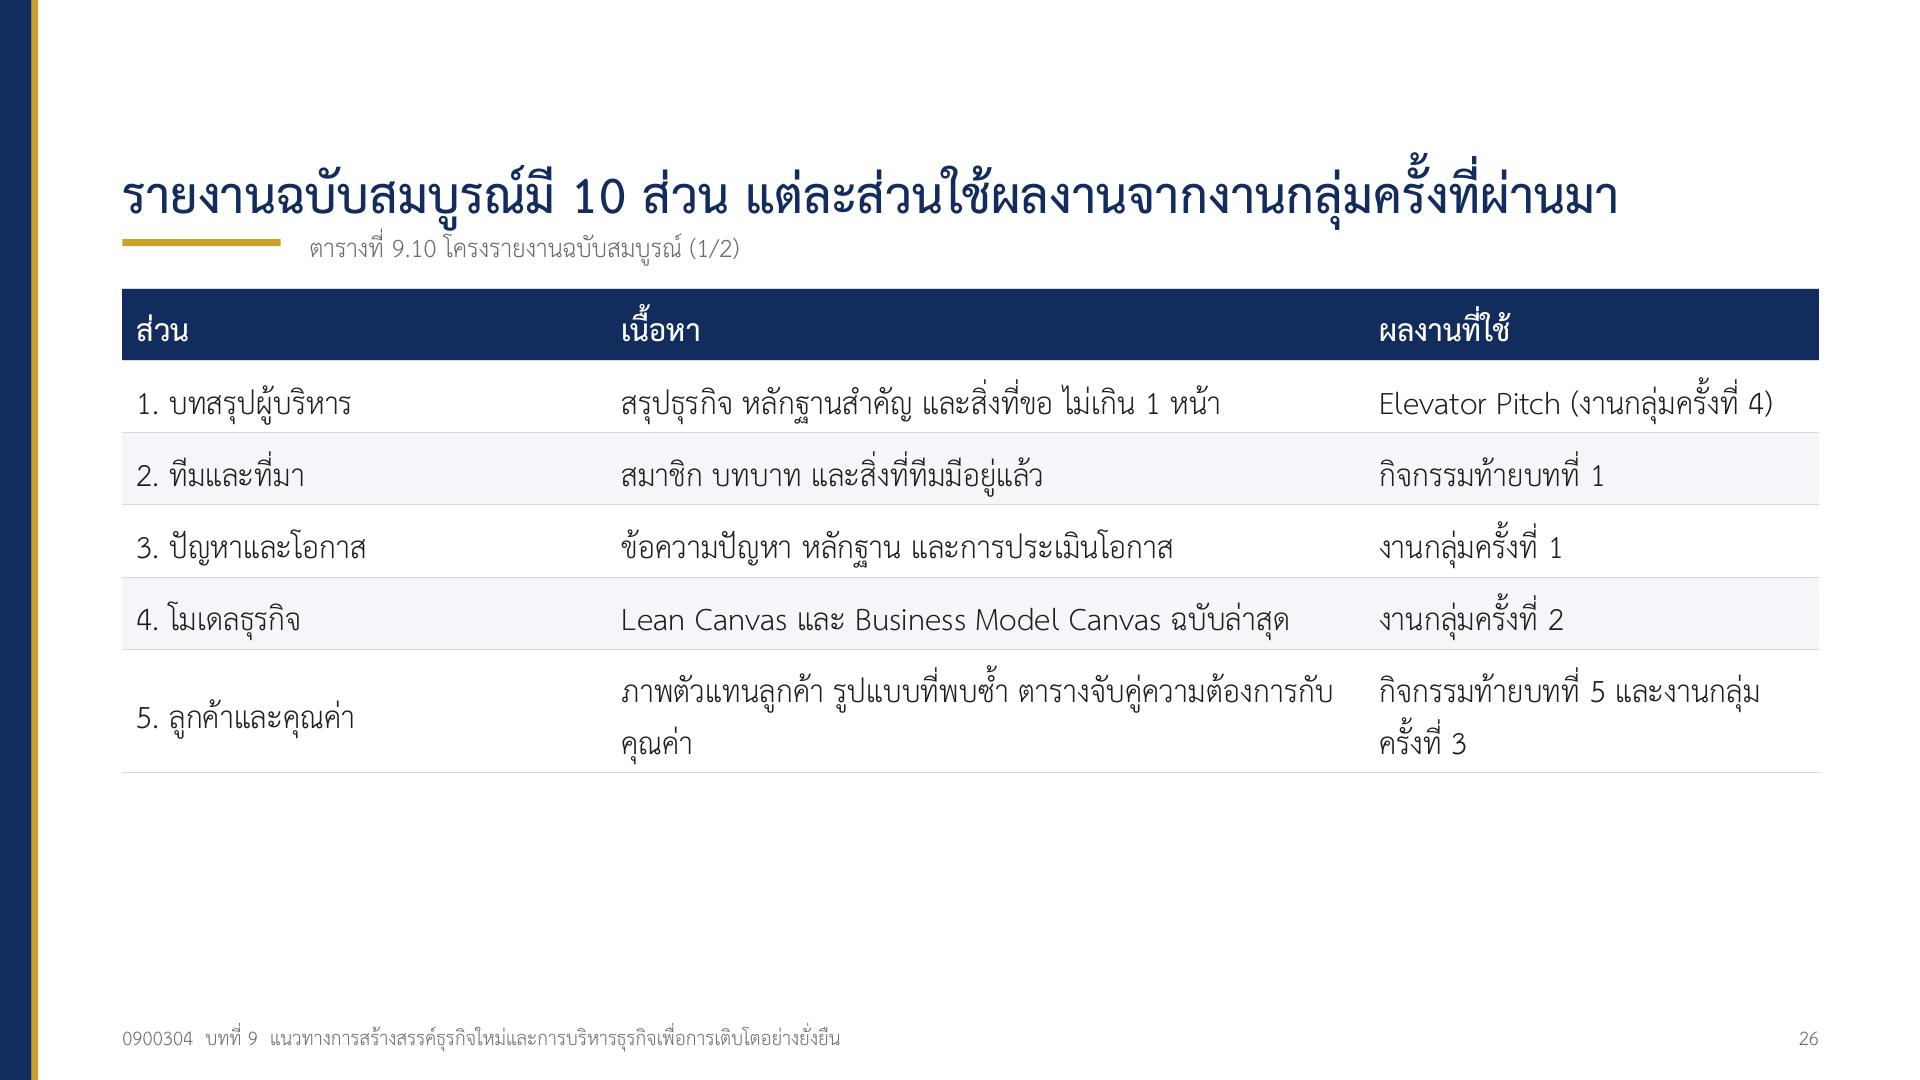 รายงานฉบับสมบูรณ์มี 10 ส่วน แต่ละส่วนใช้ผลงานจากงานกลุ่มครั้งที่ผ่านมา
ตารางที่ 9.10 โครงรายงานฉบับสมบูรณ์ (1/2)
ส่วน เนื้อหา ผลงานที่ใช้
1. บทสรุปผู้บริหาร สรุปธุรกิจ หลักฐานสำคัญ และสิ่งที่ขอ ไม่เกิน 1 หน้า Elevator Pitch (งานกลุ่มครั้งที่ 4)
2. ทีมและที่มา สมาชิก บทบาท และสิ่งที่ทีมมีอยู่แล้ว กิจกรรมท้ายบทที่ 1
3. ปัญหาและโอกาส ข้อความปัญหา หลักฐาน และการประเมินโอกาส งานกลุ่มครั้งที่ 1
4. โมเดลธุรกิจ Lean Canvas และ Business Model Canvas ฉบับล่าสุด งานกลุ่มครั้งที่ 2
5. ลูกค้าและคุณค่า ภาพตัวแทนลูกค้า รูปแบบที่พบซ้ำ ตารางจับคู่ความต้องการกับ
คุณค่า กิจกรรมท้ายบทที่ 5 และงานกลุ่ม
ครั้งที่ 3
0900304 บทที่ 9 แนวทางการสร้างสรรค์ธุรกิจใหม่และการบริหารธุรกิจเพื่อการเติบโตอย่างยั่งยืน 26